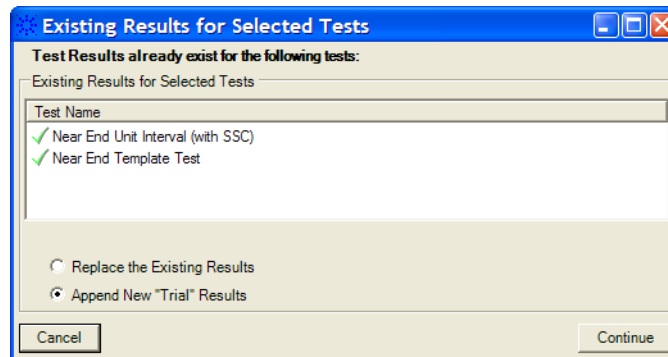 Existing Results for Selected Tests
Test Results already exist for the following tests:
Existing Results for Selected Tests
Test Name
Near End Unit Interval (with SSC)
Near End Template Test
Replace the Existing Results
Append New "Trial" Results
Cancel
Continue